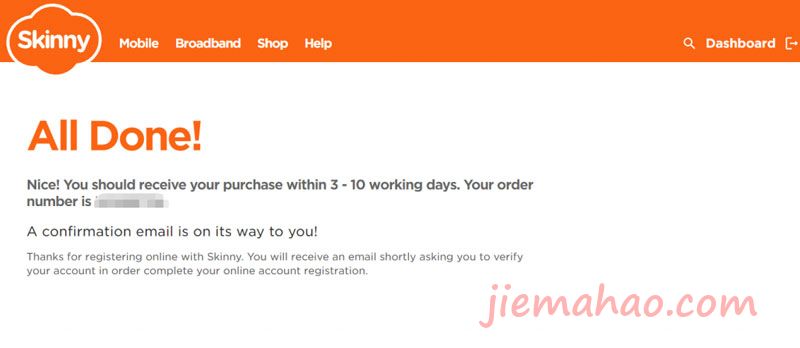 Skinny
Mobile Broadband Shop Help
Dashboard
All Done!
Nice! You should receive your purchase within 3 - 10 working days. Your order
number is
A confirmation email is on its way to you!
Thanks for registering online with Skinny. You will receive an email shortly asking you to verify
your account in order complete your online account registration.
jiemahao.com